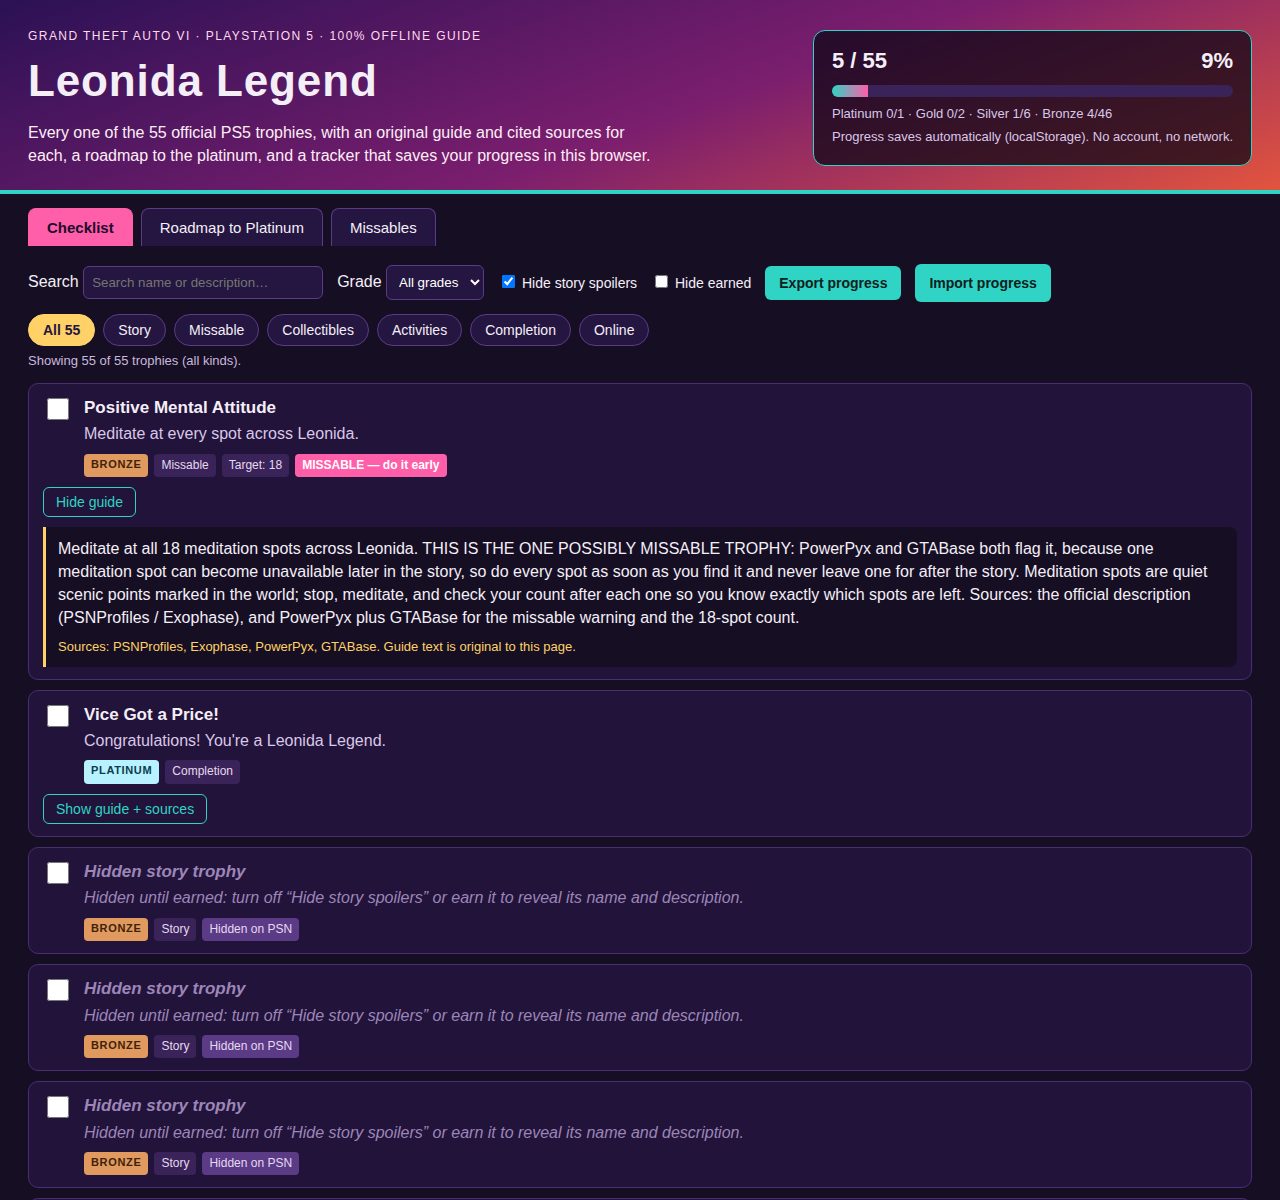 GRAND THEFT AUTO VI · PLAYSTATION 5 · 100% OFFLINE GUIDE
Leonida Legend
Every one of the 55 official PS5 trophies, with an original guide and cited sources for
each, a roadmap to the platinum, and a tracker that saves your progress in this browser.
5 / 55 9%
Platinum 0/1 · Gold 0/2 · Silver 1/6 · Bronze 4/46
Progress saves automatically (localStorage). No account, no network.
Checklist Roadmap to Platinum Missables
Search Search name or description… Grade All grades Hide story spoilers Hide earned Export progress Import progress
All 55 Story Missable Collectibles Activities Completion Online
Showing 55 of 55 trophies (all kinds).
Positive Mental Attitude
Meditate at every spot across Leonida.
BRONZE Missable Target: 18 MISSABLE — do it early
Hide guide
Meditate at all 18 meditation spots across Leonida. THIS IS THE ONE POSSIBLY MISSABLE TROPHY: PowerPyx and GTABase both flag it, because one
meditation spot can become unavailable later in the story, so do every spot as soon as you find it and never leave one for after the story. Meditation spots are quiet
scenic points marked in the world; stop, meditate, and check your count after each one so you know exactly which spots are left. Sources: the official description
(PSNProfiles / Exophase), and PowerPyx plus GTABase for the missable warning and the 18-spot count.
Sources: PSNProfiles, Exophase, PowerPyx, GTABase. Guide text is original to this page.
Vice Got a Price!
Congratulations! You're a Leonida Legend.
PLATINUM Completion
Show guide + sources
Hidden story trophy
Hidden until earned: turn off “Hide story spoilers” or earn it to reveal its name and description.
BRONZE Story Hidden on PSN
Hidden story trophy
Hidden until earned: turn off “Hide story spoilers” or earn it to reveal its name and description.
BRONZE Story Hidden on PSN
Hidden story trophy
Hidden until earned: turn off “Hide story spoilers” or earn it to reveal its name and description.
BRONZE Story Hidden on PSN